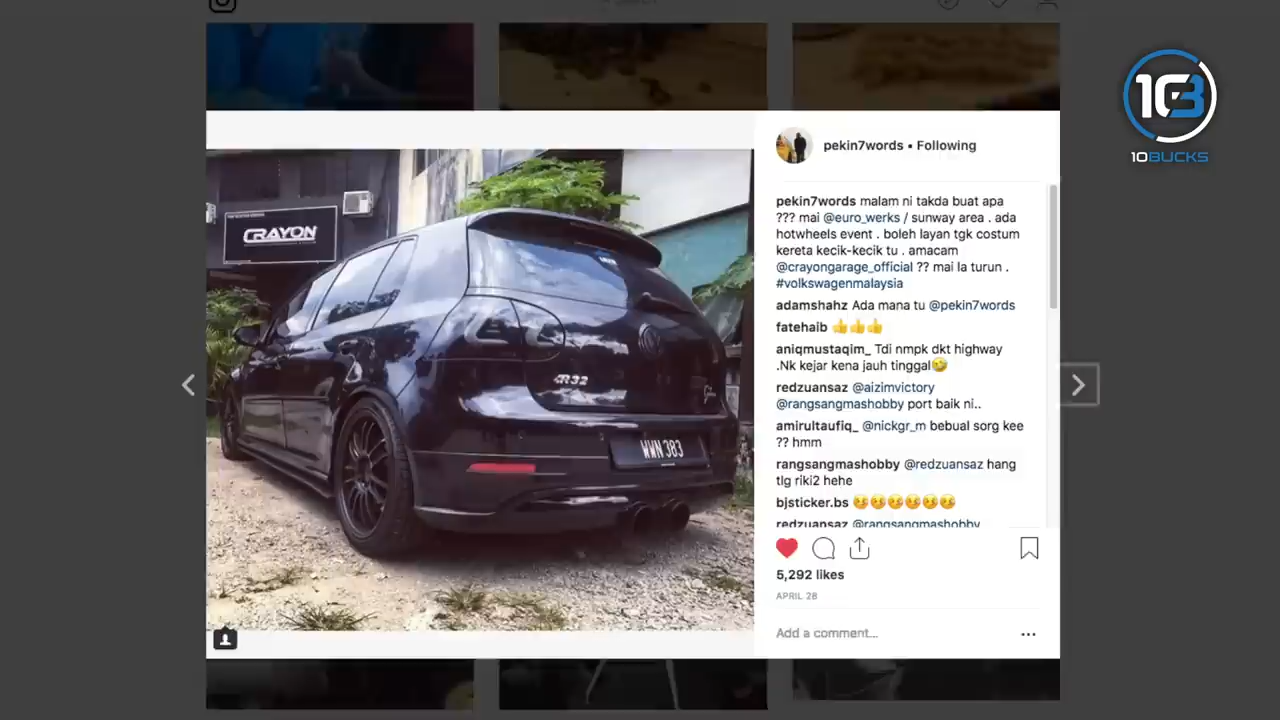 10B
10BUCKS
pekin7words • Following
CRAYON
R32
WWN 383
pekin7words malam ni takda buat apa
??? mai @euro_werks / sunway area . ada
hotwheels event . boleh layan tgk costum
kereta kecik-kecik tu . amacam
@crayongarage_official ?? mai la turun .
#volkswagenmalaysia
adamshahz Ada mana tu @pekin7words
fatehaib 👍👍👍
aniqmustaqim_ Tdi nmpk dkt highway
.Nk kejar kena jauh tinggal🤣
redzuansaz @aizimvictory
@rangsangmashobby port baik ni..
amirultaufiq_ @nickgr_m bebual sorg kee
?? hmm
rangsangmashobby @redzuansaz hang
tlg riki2 hehe
bjsticker.bs
redzuansaz @rangsangmashobby
5,292 likes
APRIL 28
Add a comment...